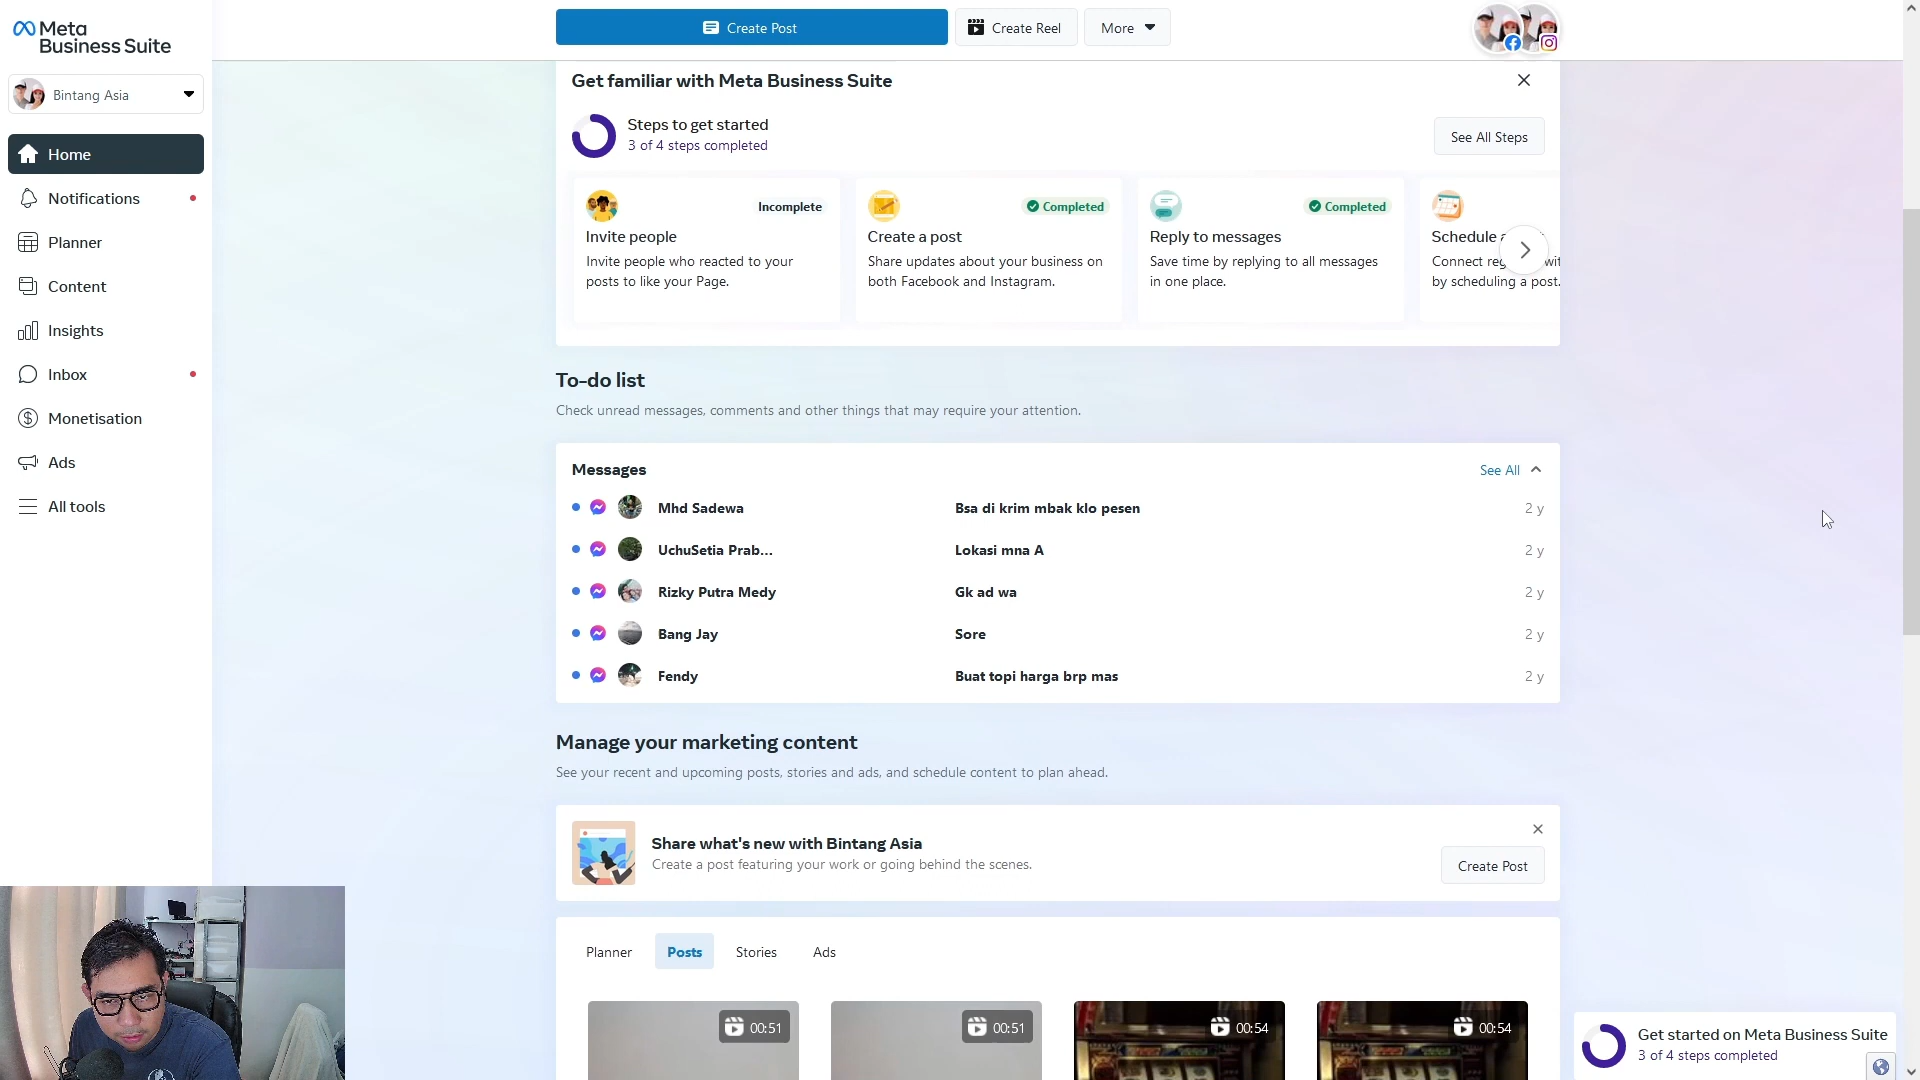 Meta
Business Suite
Bintang Asia
Home
Notifications
Planner
Content
Insights
Inbox
Monetisation
Ads
All tools
Create Post
Create Reel
More
Get familiar with Meta Business Suite
Steps to get started
3 of 4 steps completed
See All Steps
Incomplete
Invite people
Invite people who reacted to your
posts to like your Page.
Completed
Create a post
Share updates about your business on
both Facebook and Instagram.
Completed
Reply to messages
Save time by replying to all messages
in one place.
Schedule
Connect
by scheduling a post.
To-do list
Check unread messages, comments and other things that may require your attention.
Messages
See All
Mhd Sadewa
Bsa di krim mbak klo pesen
2 y
UchuSetia Prab...
Lokasi mna A
2 y
Rizky Putra Medy
Gk ad wa
2 y
Bang Jay
Sore
2 y
Fendy
Buat topi harga brp mas
2 y
Manage your marketing content
See your recent and upcoming posts, stories and ads, and schedule content to plan ahead.
Share what's new with Bintang Asia
Create a post featuring your work or going behind the scenes.
Create Post
Planner
Posts
Stories
Ads
00:51
00:51
00:54
00:54
Get started on Meta Business Suite
3 of 4 steps completed